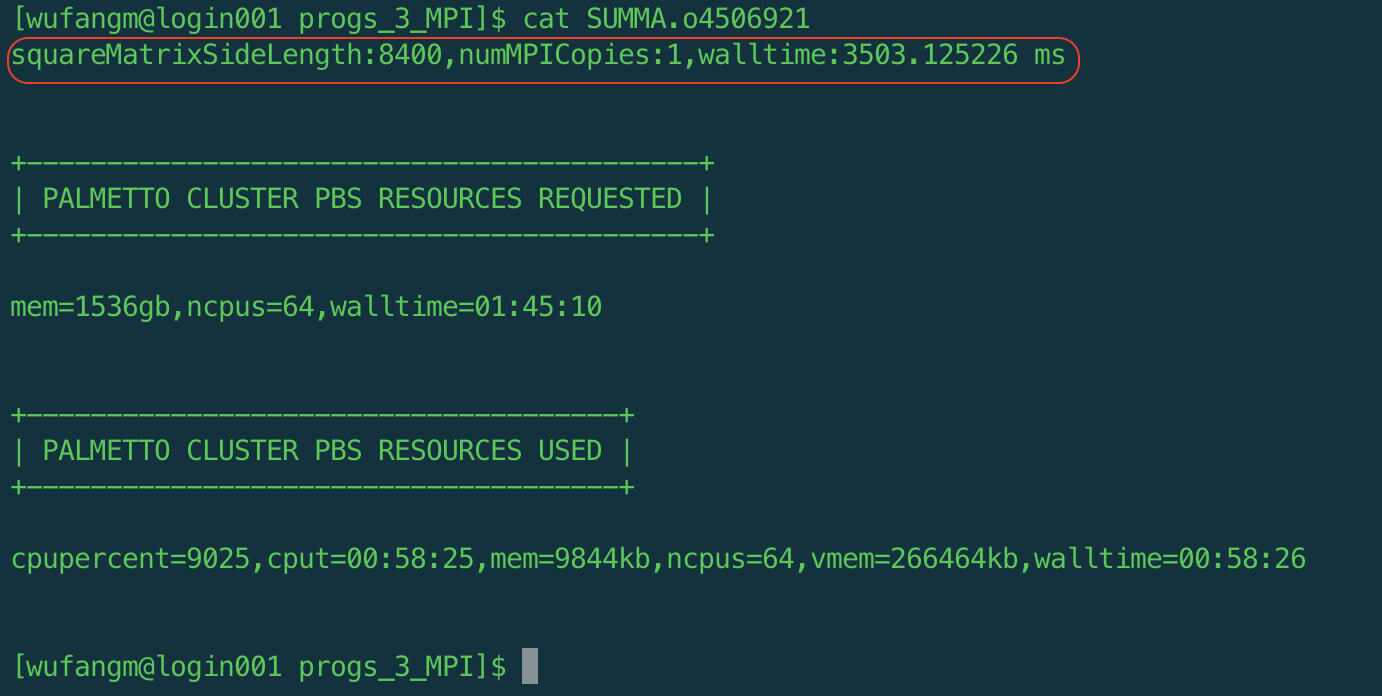 [wufangm@login001 progs_3_MPI]$ cat SUMMA.o4506921
squareMatrixSideLength:8400,numMPICopies:1,walltime:3503.125226 ms
+------------------------------------------+
| PALMETTO CLUSTER PBS RESOURCES REQUESTED |
+------------------------------------------+
mem=1536gb,ncpus=64,walltime=01:45:10
+-------------------------------------+
| PALMETTO CLUSTER PBS RESOURCES USED |
+-------------------------------------+
cpupercent=9025,cput=00:58:25,mem=9844kb,ncpus=64,vmem=266464kb,walltime=00:58:26
[wufangm@login001 progs_3_MPI]$